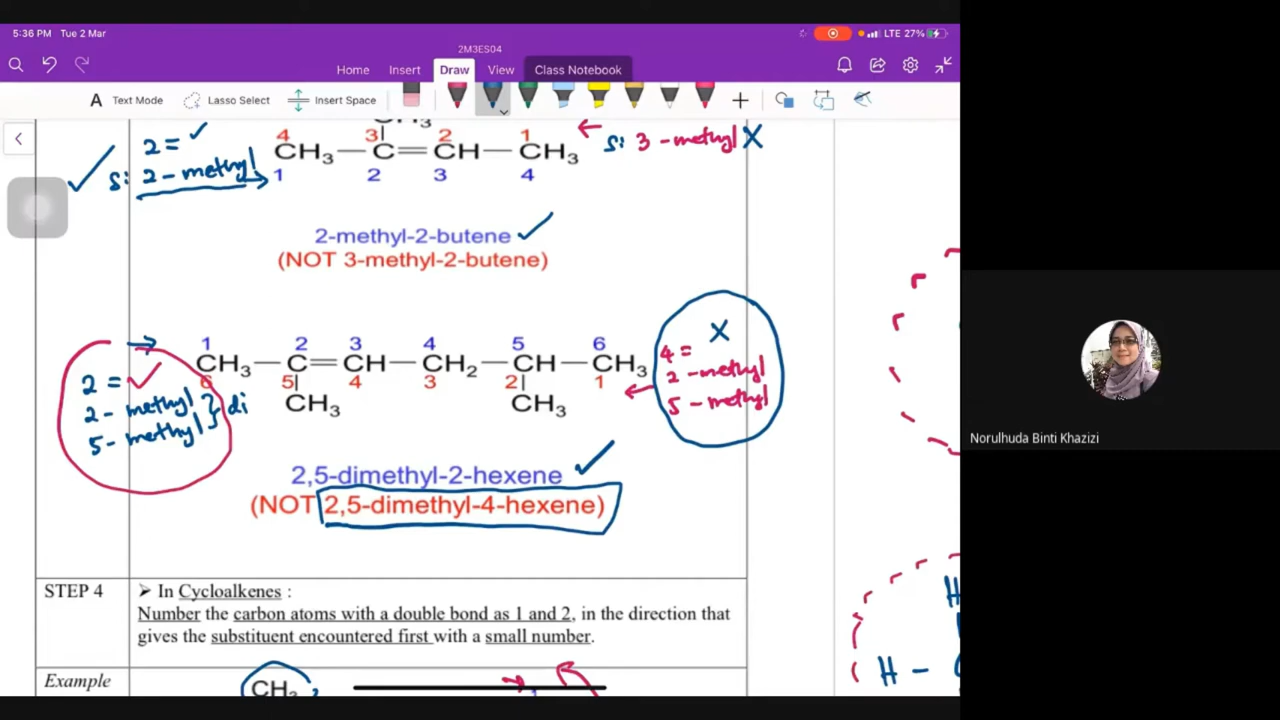 5:36 PM Tue 2 Mar
LTE 27%
2M3ES04
Home Insert Draw View Class Notebook
A Text Mode Lasso Select Insert Space
2 =
S: 2 - methyl
4 3 2 1
CH3 — C = CH — CH3
1 2 3 4
S: 3 - methyl X
2-methyl-2-butene
(NOT 3-methyl-2-butene)
1 2 3 4 5 6
CH3 — C = CH — CH2 — CH — CH3
6 5 4 3 2 1
CH3 CH3
2 =
2 - methyl
5 - methyl } di
X
4 =
2 - methyl
5 - methyl
2,5-dimethyl-2-hexene
(NOT 2,5-dimethyl-4-hexene)
STEP 4
➢ In Cycloalkenes :
Number the carbon atoms with a double bond as 1 and 2, in the direction that
gives the substituent encountered first with a small number.
Example
CH3
H
H -
Norulhuda Binti Khazizi